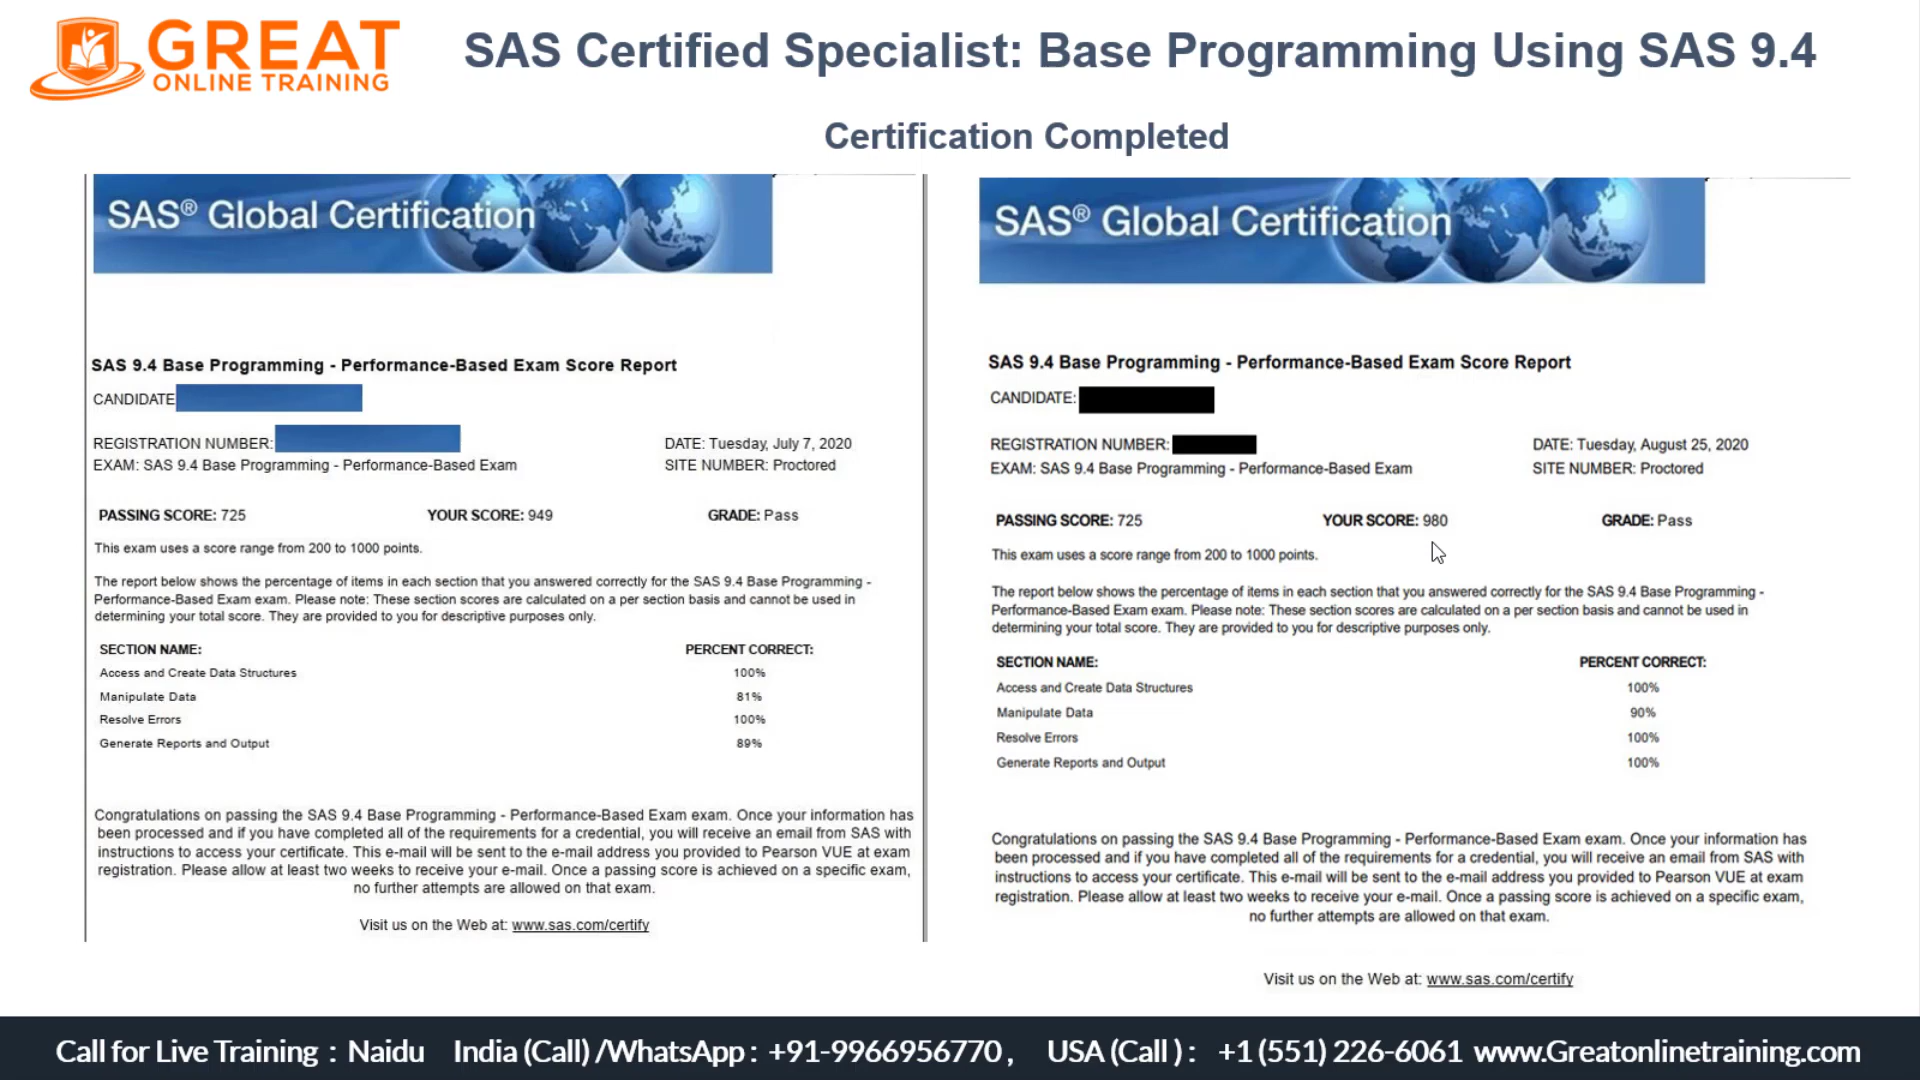 GREAT
ONLINE TRAINING
SAS Certified Specialist: Base Programming Using SAS 9.4
Certification Completed
SAS® Global Certification
SAS 9.4 Base Programming - Performance-Based Exam Score Report
CANDIDATE
REGISTRATION NUMBER:
DATE: Tuesday, July 7, 2020
EXAM: SAS 9.4 Base Programming - Performance-Based Exam
SITE NUMBER: Proctored
PASSING SCORE: 725
YOUR SCORE: 949
GRADE: Pass
This exam uses a score range from 200 to 1000 points.
The report below shows the percentage of items in each section that you answered correctly for the SAS 9.4 Base Programming -
Performance-Based Exam exam. Please note: These section scores are calculated on a per section basis and cannot be used in
determining your total score. They are provided to you for descriptive purposes only.
SECTION NAME:
PERCENT CORRECT:
Access and Create Data Structures
100%
Manipulate Data
81%
Resolve Errors
100%
Generate Reports and Output
89%
Congratulations on passing the SAS 9.4 Base Programming - Performance-Based Exam exam. Once your information has
been processed and if you have completed all of the requirements for a credential, you will receive an email from SAS with
instructions to access your certificate. This e-mail will be sent to the e-mail address you provided to Pearson VUE at exam
registration. Please allow at least two weeks to receive your e-mail. Once a passing score is achieved on a specific exam,
no further attempts are allowed on that exam.
Visit us on the Web at: www.sas.com/certify
SAS® Global Certification
SAS 9.4 Base Programming - Performance-Based Exam Score Report
CANDIDATE:
REGISTRATION NUMBER:
DATE: Tuesday, August 25, 2020
EXAM: SAS 9.4 Base Programming - Performance-Based Exam
SITE NUMBER: Proctored
PASSING SCORE: 725
YOUR SCORE: 980
GRADE: Pass
This exam uses a score range from 200 to 1000 points.
The report below shows the percentage of items in each section that you answered correctly for the SAS 9.4 Base Programming -
Performance-Based Exam exam. Please note: These section scores are calculated on a per section basis and cannot be used in
determining your total score. They are provided to you for descriptive purposes only.
SECTION NAME:
PERCENT CORRECT:
Access and Create Data Structures
100%
Manipulate Data
90%
Resolve Errors
100%
Generate Reports and Output
100%
Congratulations on passing the SAS 9.4 Base Programming - Performance-Based Exam exam. Once your information has
been processed and if you have completed all of the requirements for a credential, you will receive an email from SAS with
instructions to access your certificate. This e-mail will be sent to the e-mail address you provided to Pearson VUE at exam
registration. Please allow at least two weeks to receive your e-mail. Once a passing score is achieved on a specific exam,
no further attempts are allowed on that exam.
Visit us on the Web at: www.sas.com/certify
Call for Live Training : Naidu India (Call) /WhatsApp : +91-9966956770 , USA (Call ) : +1 (551) 226-6061 www.Greatonlinetraining.com